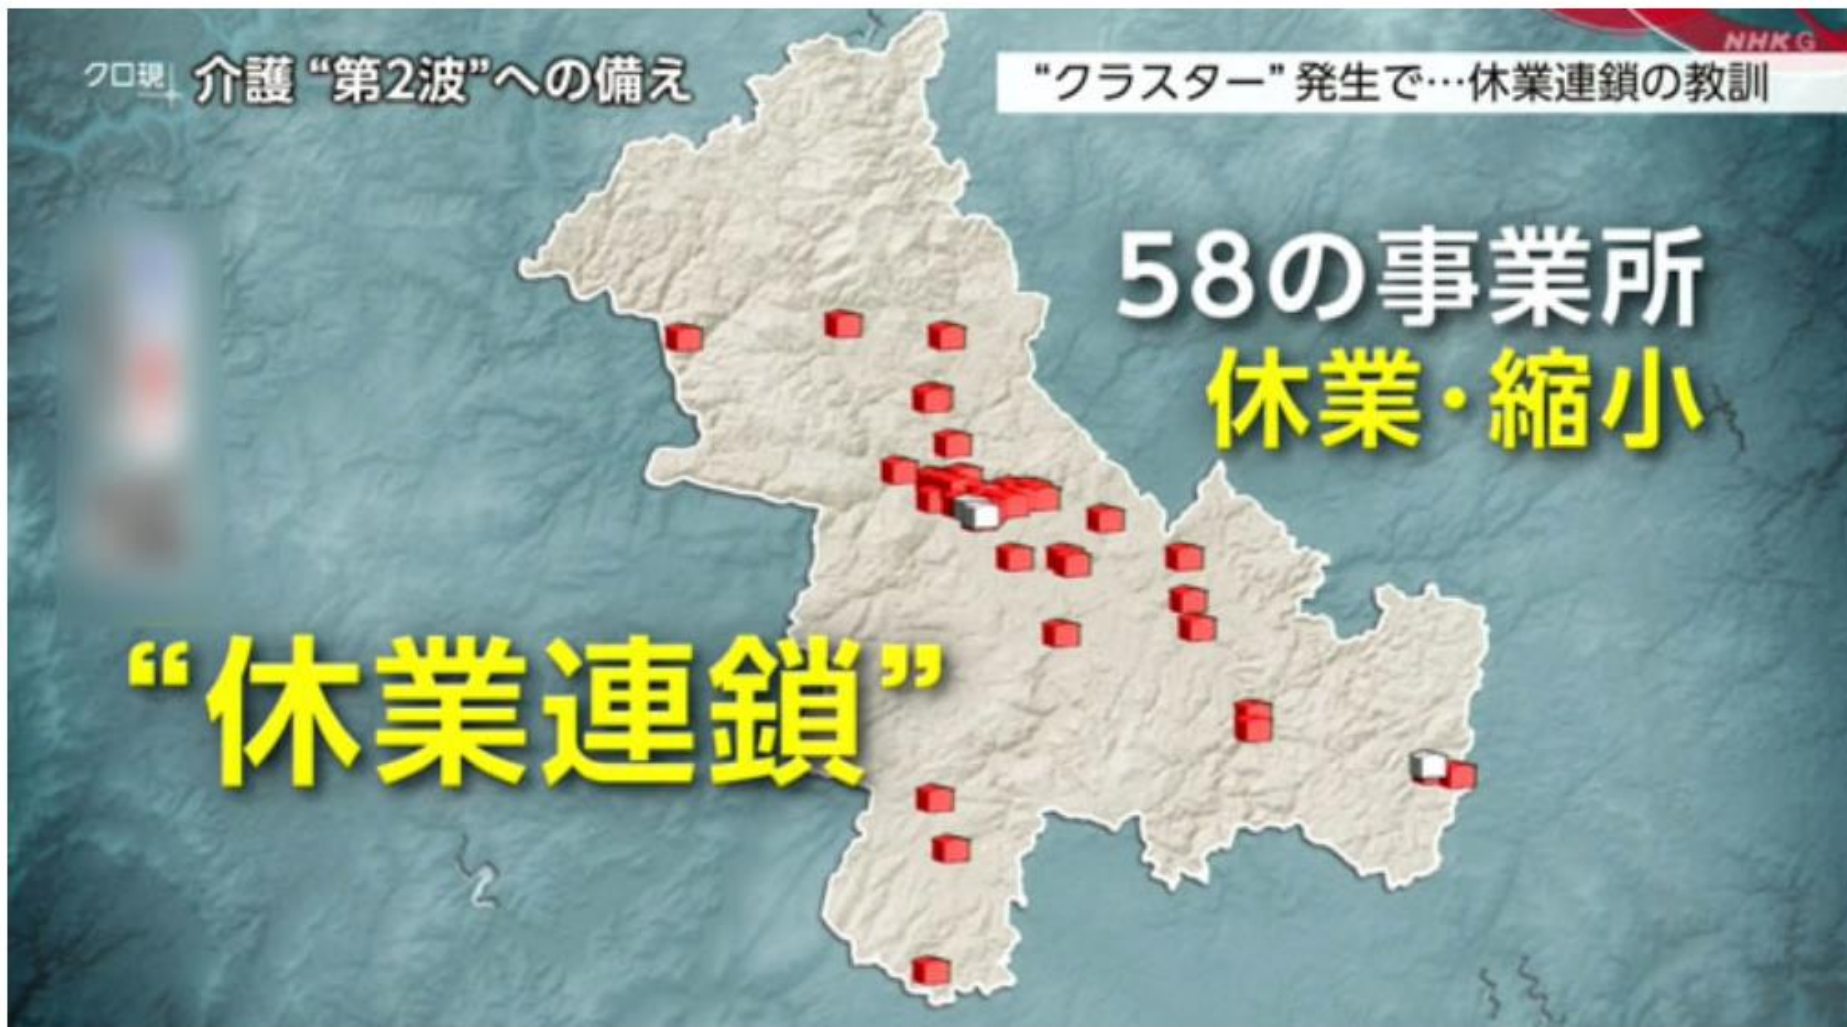 クロ現+ 介護“第2波”への備え
NHK G
“クラスター”発生で…休業連鎖の教訓
58の事業所
休業・縮小
“休業連鎖”